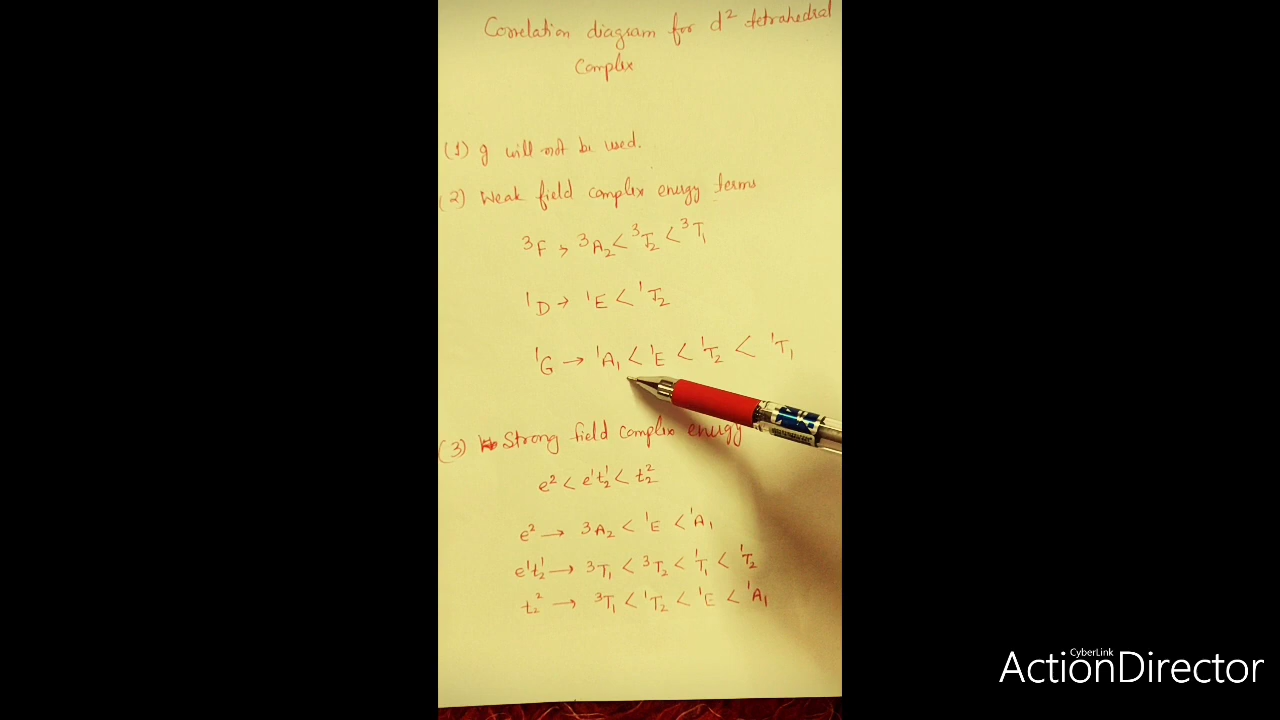 Correlation diagram for d² tetrahedral
Complex
(1) g will not be used.
(2) Weak field complex energy terms
³F → ³A₂ < ³T₂ < ³T₁
¹D → ¹E < ¹T₂
¹G → ¹A₁ < ¹E < ¹T₂ < ¹T₁
(3) Strong field complex energy
e² < e¹t₂¹ < t₂²
e² → ³A₂ < ¹E < ¹A₁
e¹t₂¹ → ³T₁ < ³T₂ < ¹T₁ < ¹T₂
t₂² → ³T₁ < ¹T₂ < ¹E < ¹A₁
CyberLink
ActionDirector